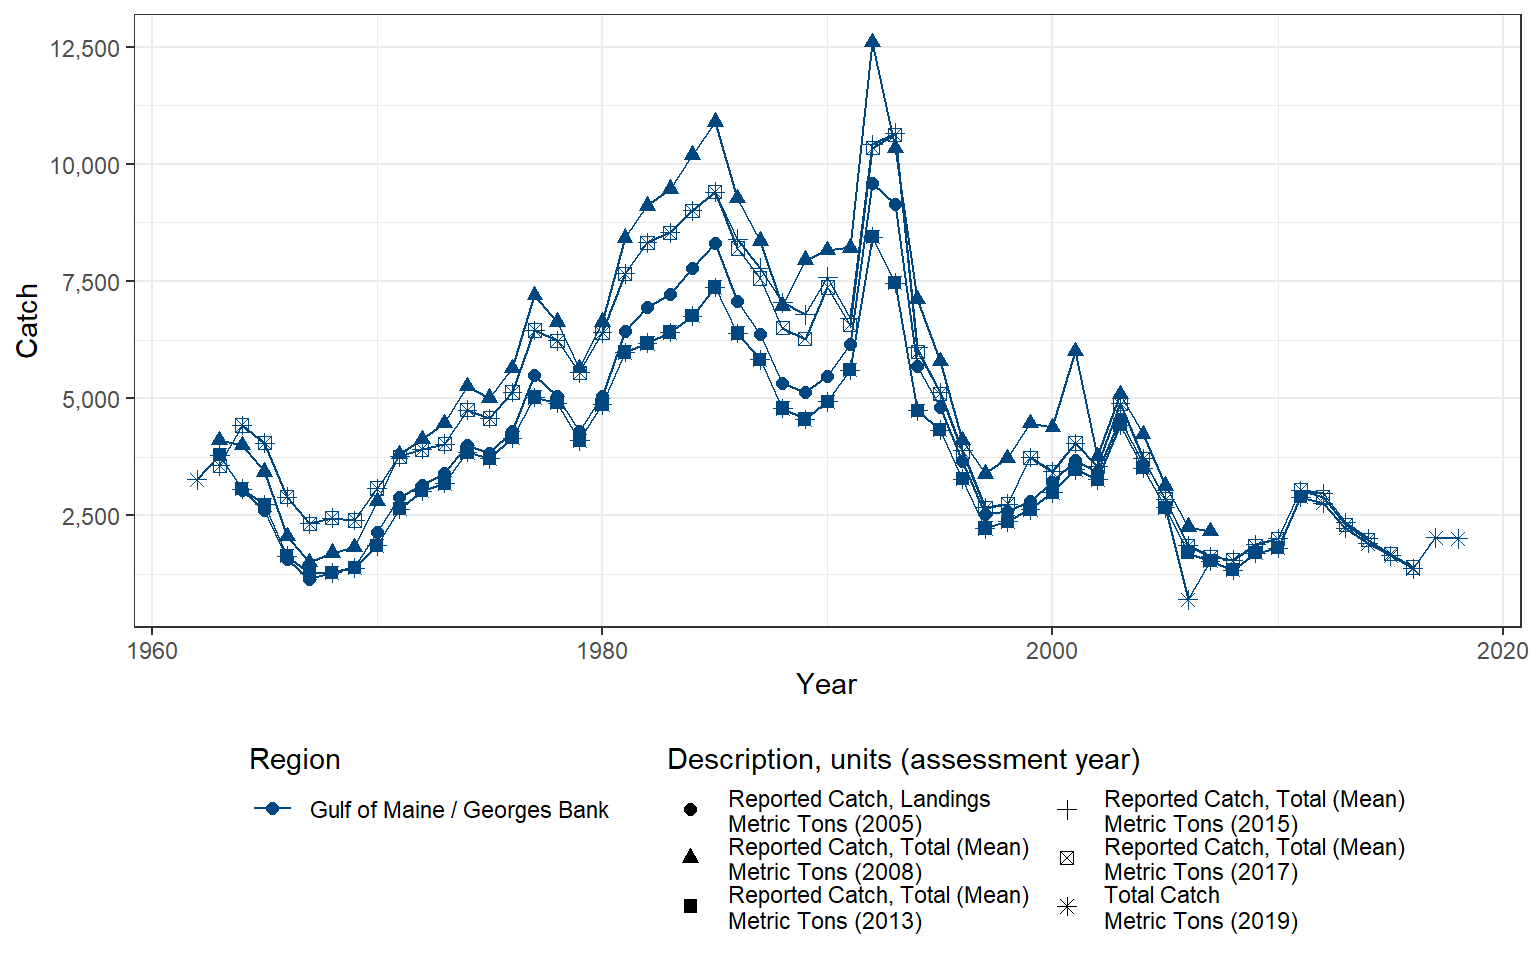 12,500
10,000
7,500
5,000
2,500
Catch
1960
1980
2000
2020
Year
Region
Gulf of Maine / Georges Bank
Description, units (assessment year)
Reported Catch, Landings
Metric Tons (2005)
Reported Catch, Total (Mean)
Metric Tons (2008)
Reported Catch, Total (Mean)
Metric Tons (2013)
Reported Catch, Total (Mean)
Metric Tons (2015)
Reported Catch, Total (Mean)
Metric Tons (2017)
Total Catch
Metric Tons (2019)